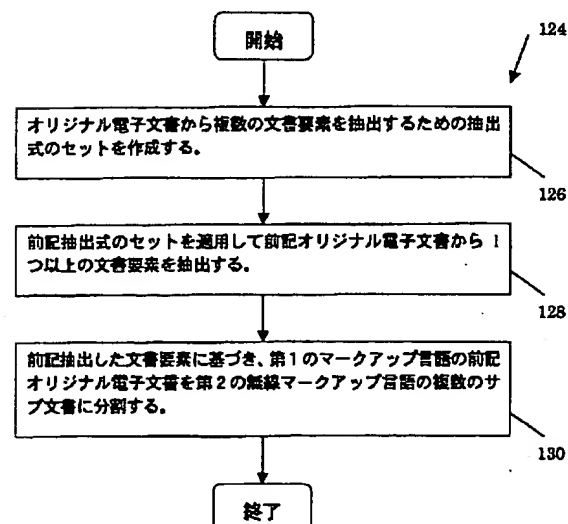 開始
124
オリジナル電子文書から複数の文書要素を抽出するための抽出
式のセットを作成する。
126
前記抽出式のセットを適用して前記オリジナル電子文書から 1
つ以上の文書要素を抽出する。
128
前記抽出した文書要素に基づき、第1のマークアップ言語の前記
オリジナル電子文書を第2の無線マークアップ言語の複数のサ
ブ文書に分割する。
130
終了